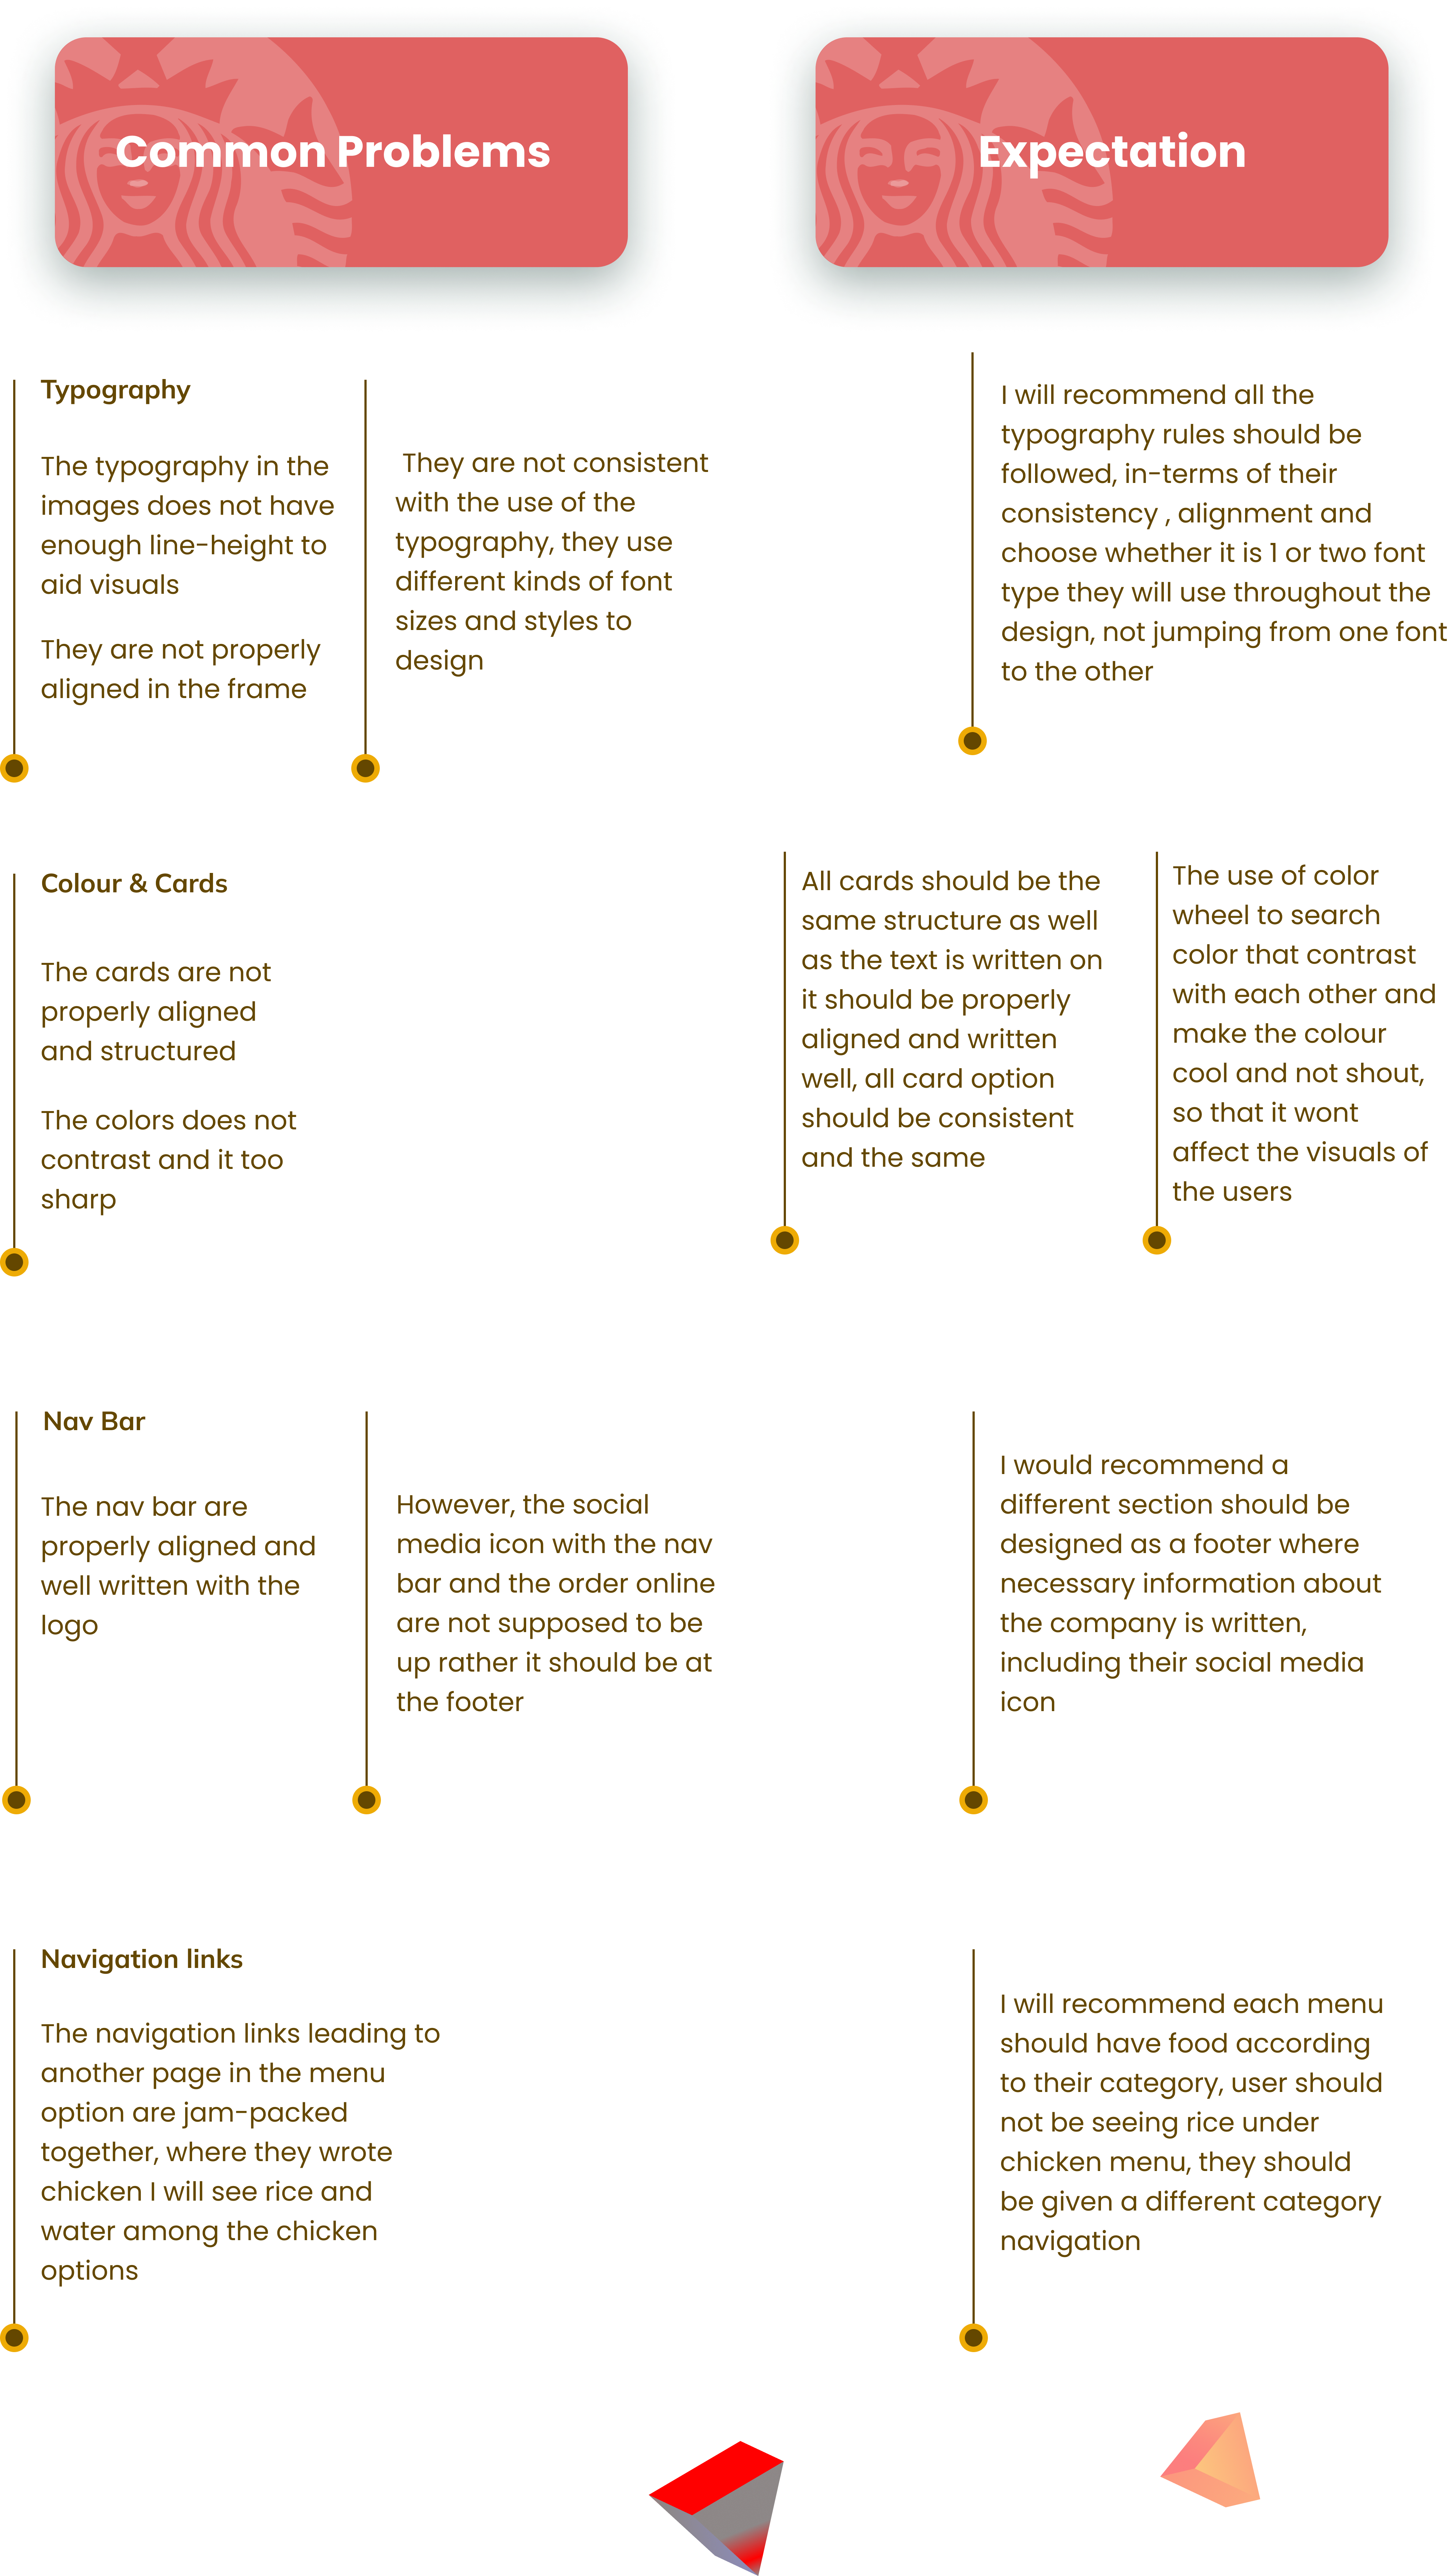 Common Problems
Expectation
Typography
The typography in the
images does not have
enough line-height to
aid visuals
They are not properly
aligned in the frame
They are not consistent
with the use of the
typography, they use
different kinds of font
sizes and styles to
design
I will recommend all the
typography rules should be
followed, in-terms of their
consistency , alignment and
choose whether it is 1 or two font
type they will use throughout the
design, not jumping from one font
to the other
Colour & Cards
The cards are not
properly aligned
and structured
The colors does not
contrast and it too
sharp
All cards should be the
same structure as well
as the text is written on
it should be properly
aligned and written
well, all card option
should be consistent
and the same
The use of color
wheel to search
color that contrast
with each other and
make the colour
cool and not shout,
so that it wont
affect the visuals of
the users
Nav Bar
The nav bar are
properly aligned and
well written with the
logo
However, the social
media icon with the nav
bar and the order online
are not supposed to be
up rather it should be at
the footer
I would recommend a
different section should be
designed as a footer where
necessary information about
the company is written,
including their social media
icon
Navigation links
The navigation links leading to
another page in the menu
option are jam-packed
together, where they wrote
chicken I will see rice and
water among the chicken
options
I will recommend each menu
should have food according
to their category, user should
not be seeing rice under
chicken menu, they should
be given a different category
navigation